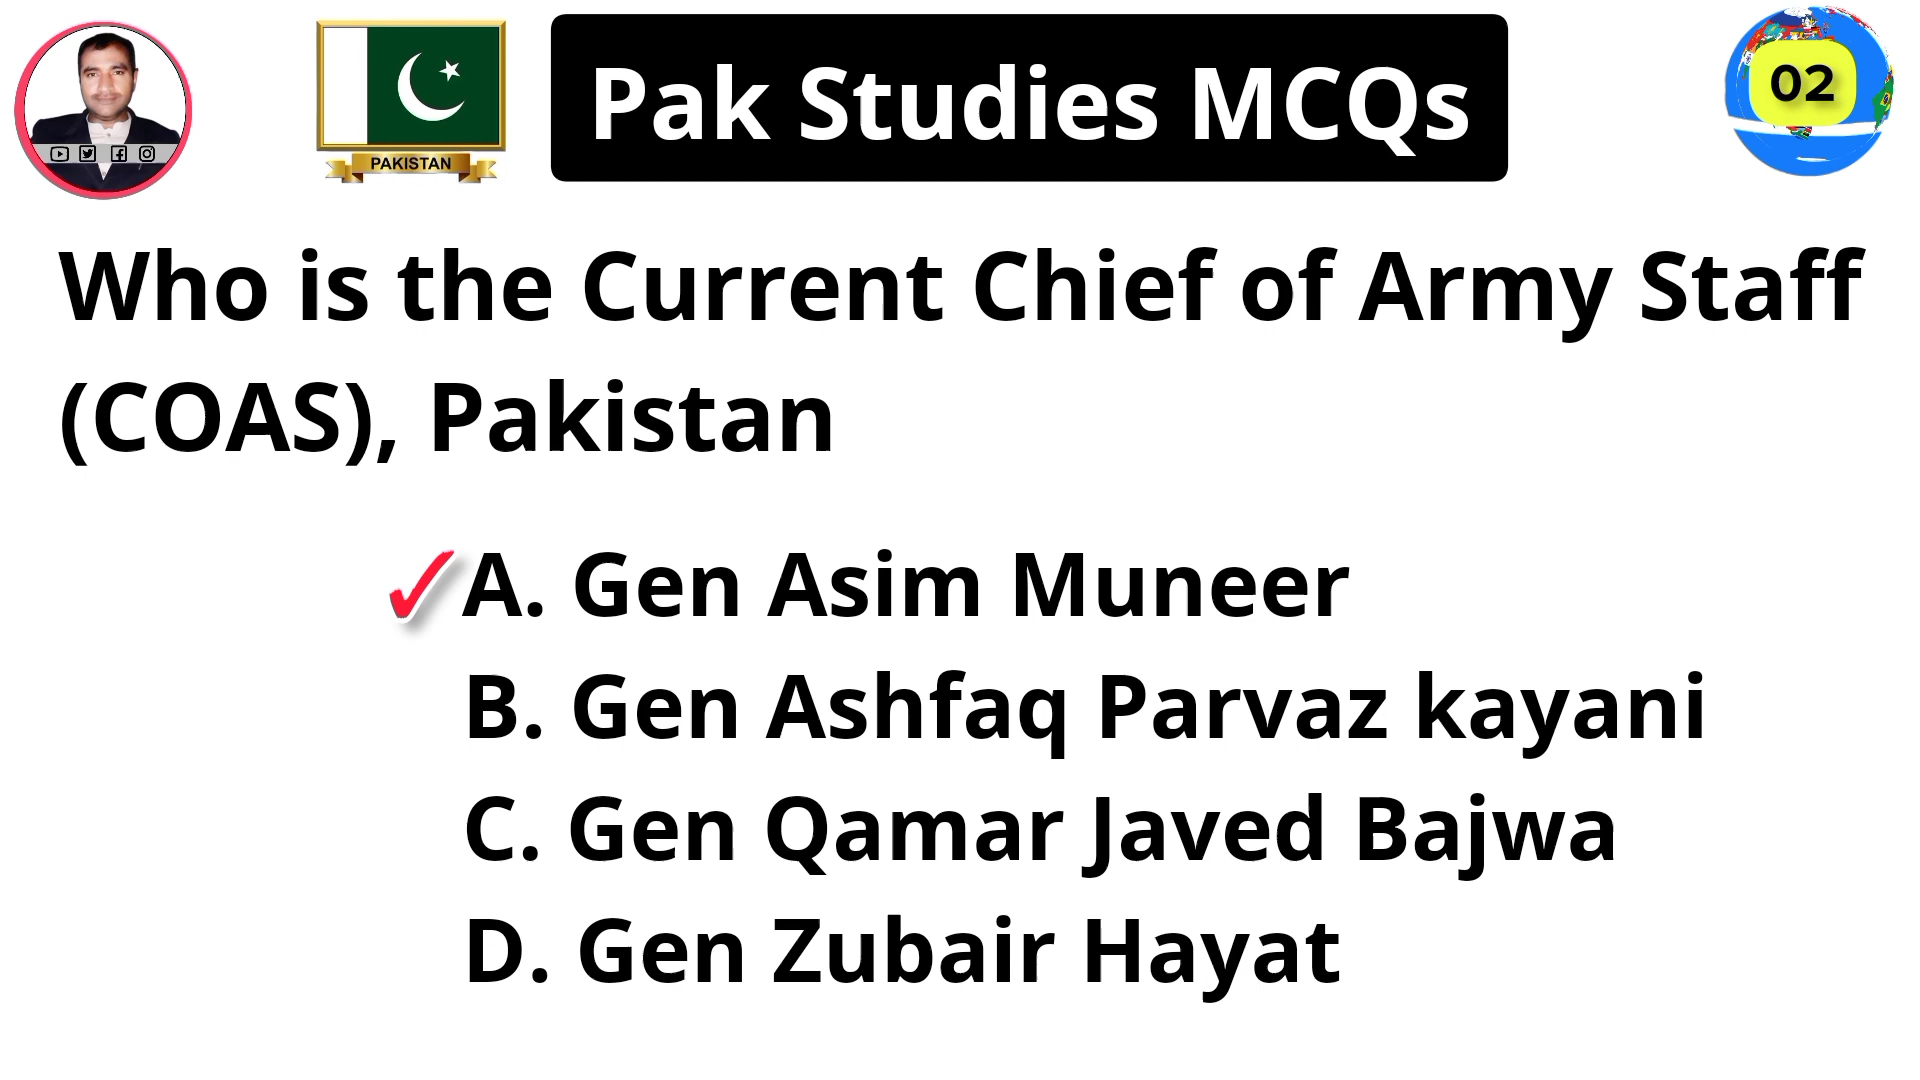 PAKISTAN
Pak Studies MCQs
02
Who is the Current Chief of Army Staff
(COAS), Pakistan
A. Gen Asim Muneer
B. Gen Ashfaq Parvaz kayani
C. Gen Qamar Javed Bajwa
D. Gen Zubair Hayat